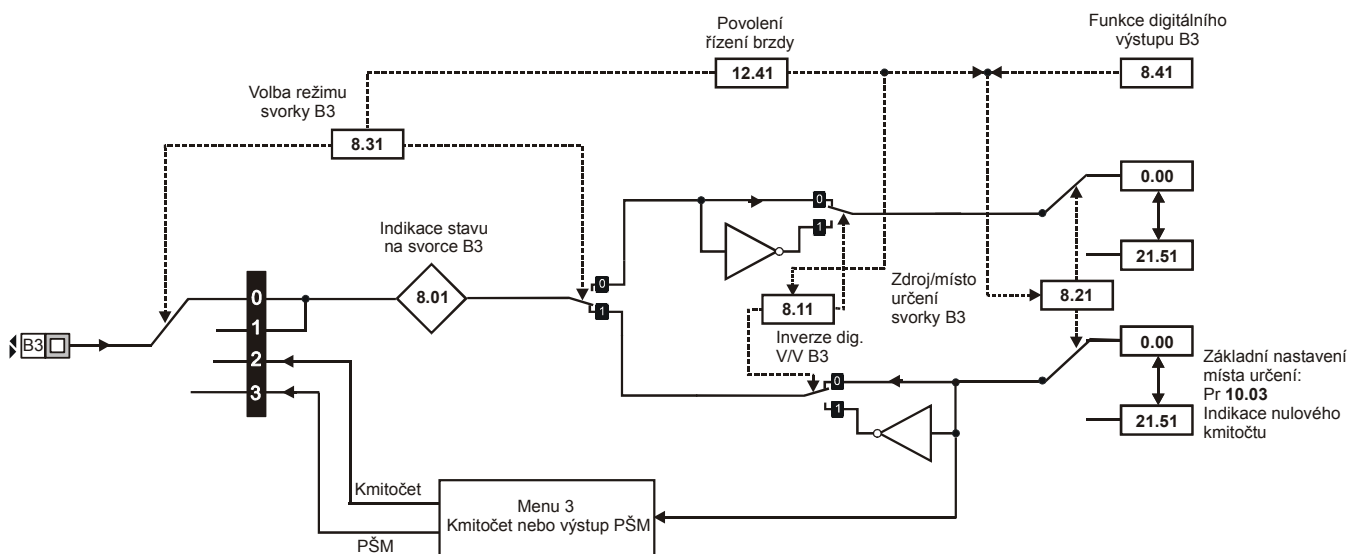 Povolení
řízení brzdy
Funkce digitálního
výstupu B3
12.41
8.41
Volba režimu
svorky B3
8.31
0.00
0
1
Indikace stavu
na svorce B3
21.51
0
8.01
1
Zdroj/místo
určení
svorky B3
8.21
8.11
0
1
2
3
B3
Inverze dig.
V/V B3
0.00
Základní nastavení
místa určení:
Pr 10.03
Indikace nulového
kmitočtu
0
1
21.51
Kmitočet
Menu 3
Kmitočet nebo výstup PŠM
PŠM